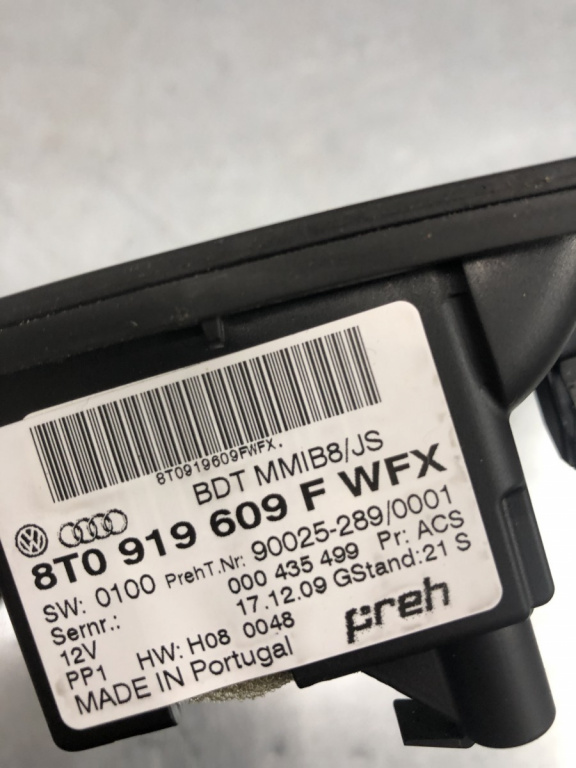 8T0919609FWFX.
BDT MMIB8/JS
8T0 919 609 F WFX
SW: 0100 PrehT.Nr: 90025-289/0001
Sernr.: 000 435 499 Pr: ACS
12V 17.12.09 GStand:21 S
PP1 HW: H08 0048
MADE IN Portugal preh